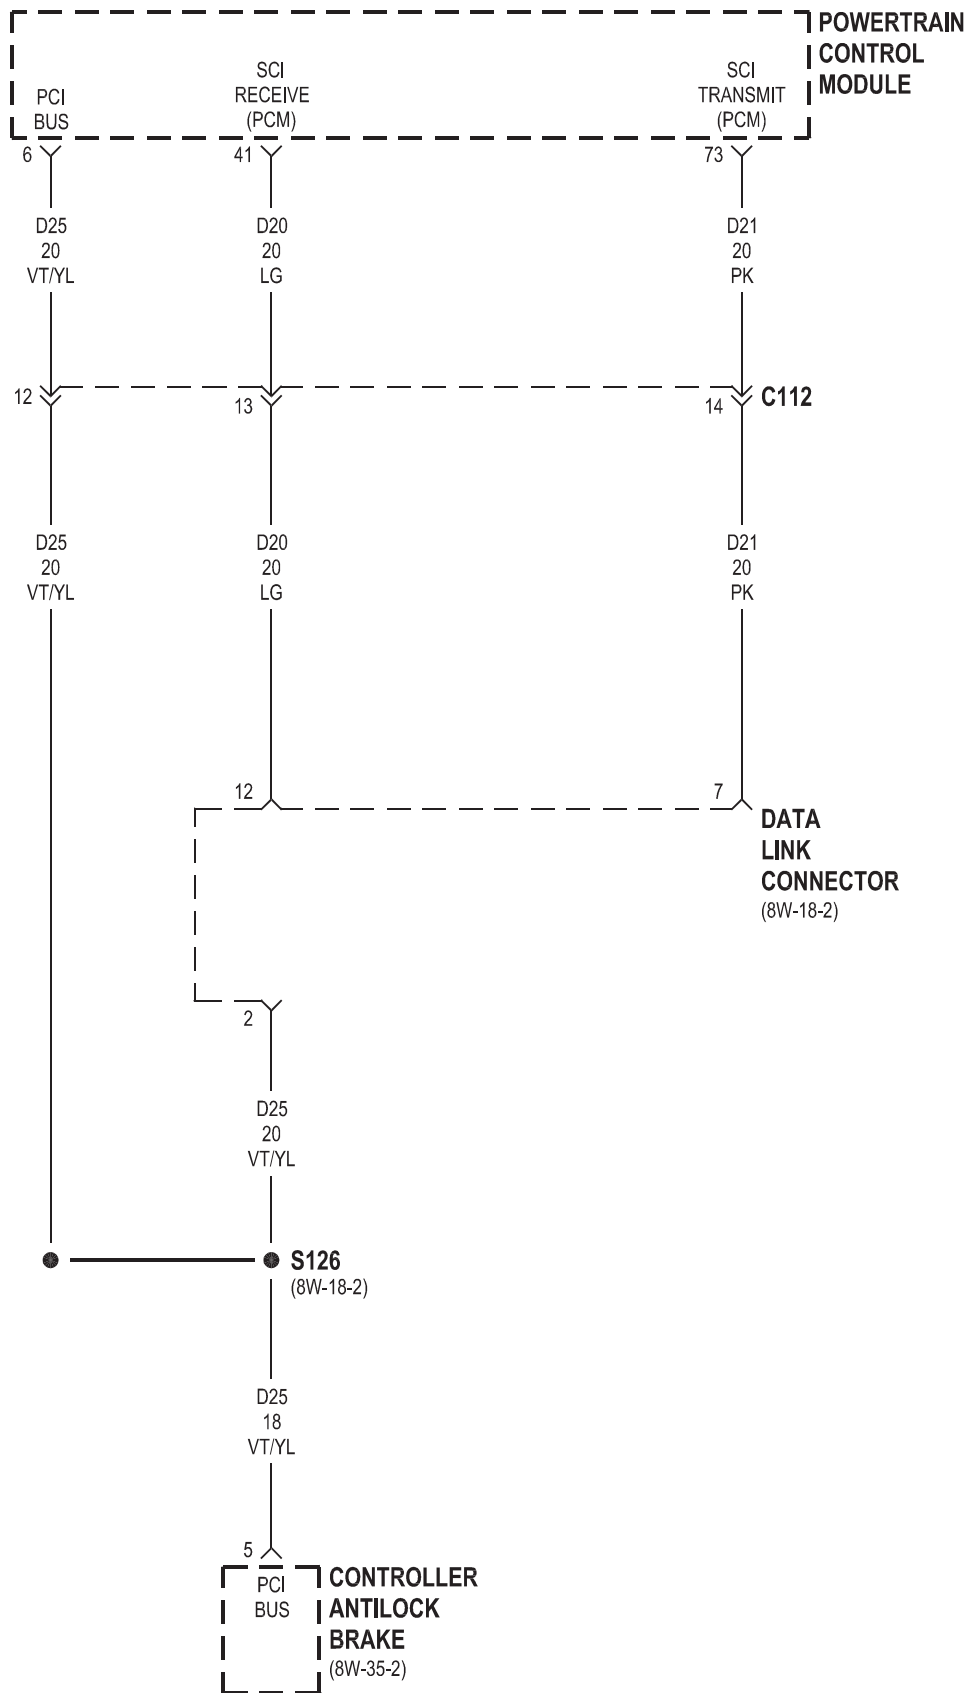 POWERTRAIN
CONTROL
MODULE
PCI
BUS
SCI
RECEIVE
(PCM)
SCI
TRANSMIT
(PCM)
6
41
73
D25
20
VT/YL
D20
20
LG
D21
20
PK
12
13
14
C112
D25
20
VT/YL
D20
20
LG
D21
20
PK
12
7
DATA
LINK
CONNECTOR
(8W-18-2)
2
D25
20
VT/YL
S126
(8W-18-2)
D25
18
VT/YL
5
PCI
BUS
CONTROLLER
ANTILOCK
BRAKE
(8W-35-2)